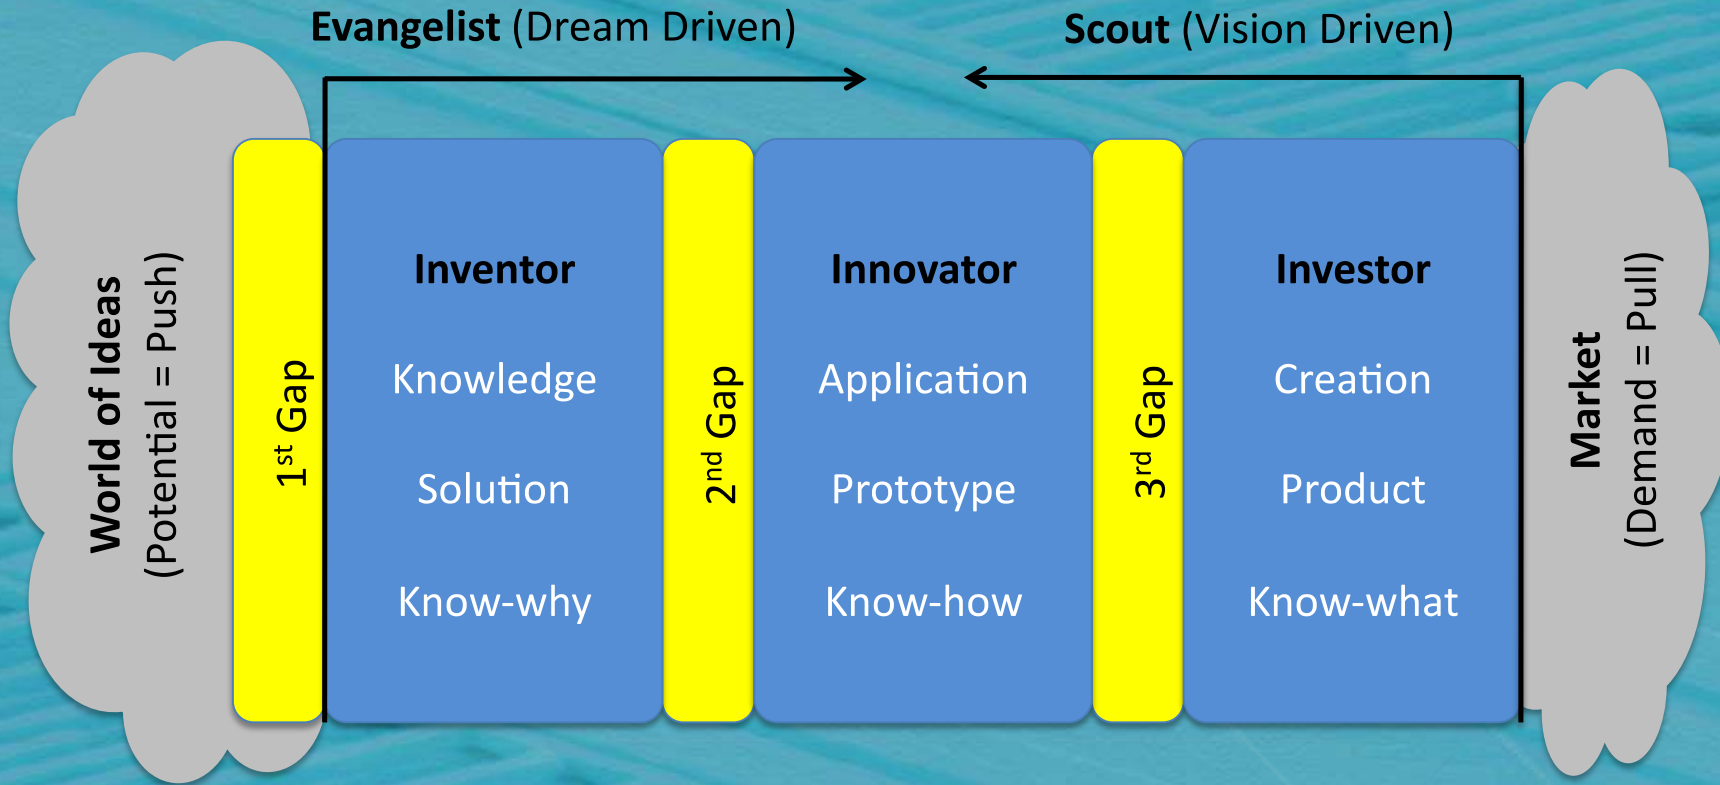 Evangelist (Dream Driven)
Scout (Vision Driven)
World of Ideas
(Potential = Push)
1st Gap
Inventor
Knowledge
Solution
Know-why
2nd Gap
Innovator
Application
Prototype
Know-how
3rd Gap
Investor
Creation
Product
Know-what
Market
(Demand = Pull)